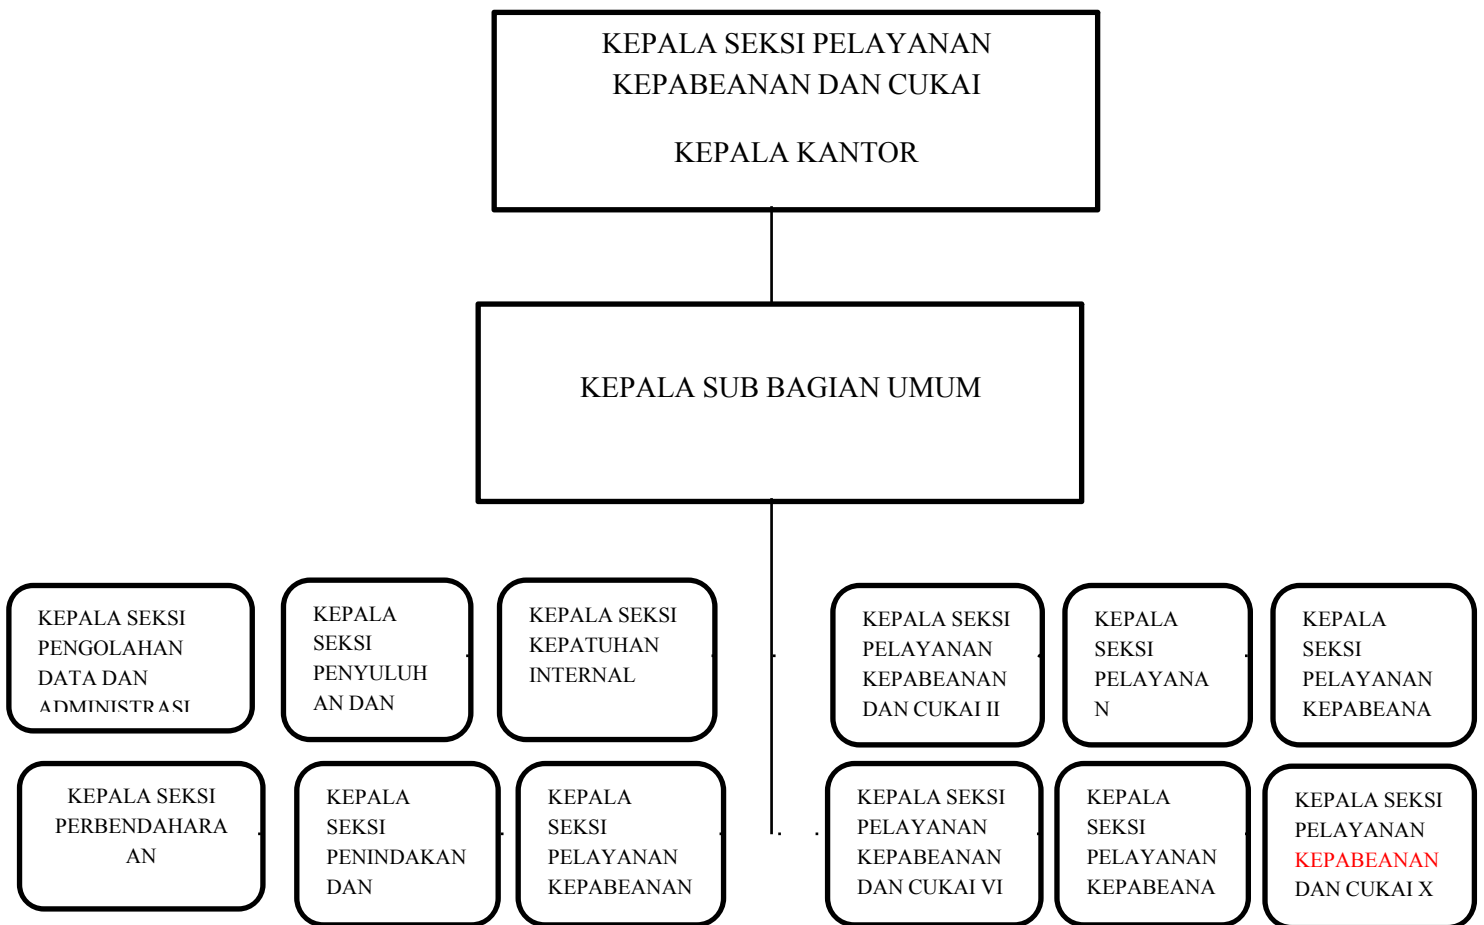 KEPALA SEKSI PELAYANAN
KEPABEANAN DAN CUKAI
KEPALA KANTOR
KEPALA SUB BAGIAN UMUM
KEPALA SEKSI
PENGOLAHAN
DATA DAN
ADMINISTRASI
KEPALA
SEKSI
PENYULUH
AN DAN
KEPALA SEKSI
KEPATUHAN
INTERNAL
KEPALA SEKSI
PELAYANAN
KEPABEANAN
DAN CUKAI II
KEPALA
SEKSI
PELAYANA
N
KEPALA
SEKSI
PELAYANAN
KEPABEANA
KEPALA SEKSI
PERBENDAHARA
AN
KEPALA
SEKSI
PENINDAKAN
DAN
KEPALA
SEKSI
PELAYANAN
KEPABEANAN
KEPALA SEKSI
PELAYANAN
KEPABEANAN
DAN CUKAI VI
KEPALA
SEKSI
PELAYANAN
KEPABEANA
KEPALA SEKSI
PELAYANAN
KEPABEANAN
DAN CUKAI X